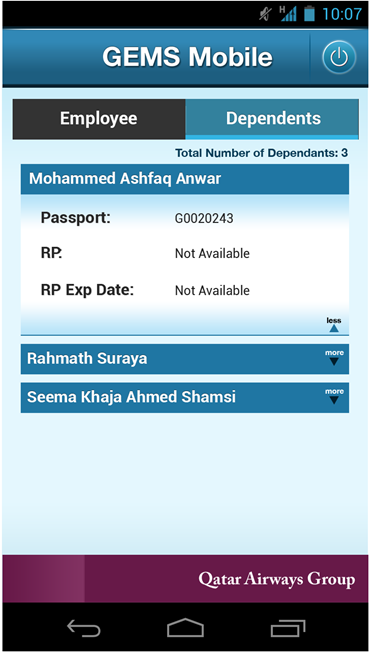 H 10:07
GEMS Mobile
Employee Dependents
Total Number of Dependants: 3
Mohammed Ashfaq Anwar
Passport: G0020243
RP: Not Available
RP Exp Date: Not Available
less
Rahmath Suraya more
Seema Khaja Ahmed Shamsi more
Qatar Airways Group